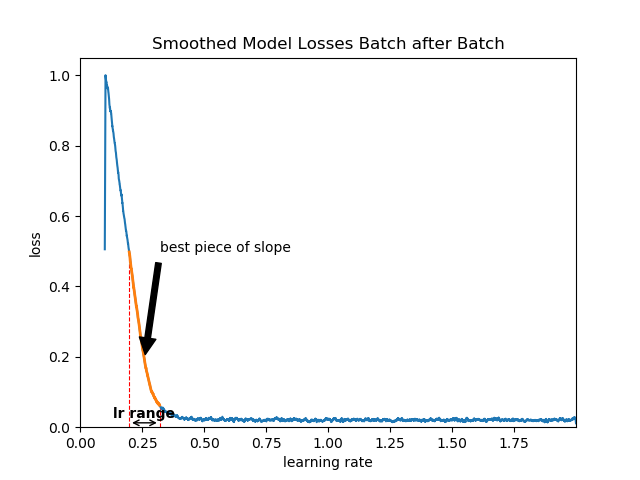 Smoothed Model Losses Batch after Batch
1.0
0.8
0.6
0.4
0.2
0.0
loss
best piece of slope
lr range
0.00 0.25 0.50 0.75 1.00 1.25 1.50 1.75
learning rate